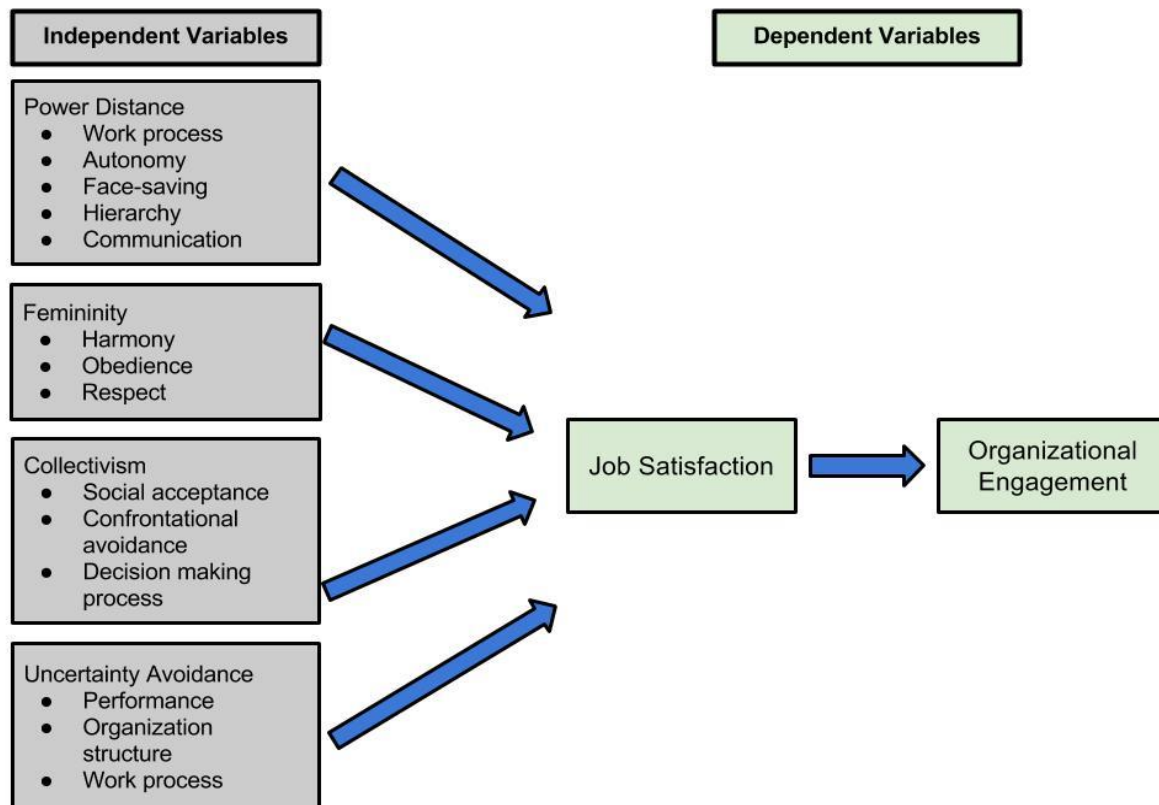 Independent Variables
Dependent Variables
Power Distance
● Work process
● Autonomy
● Face-saving
● Hierarchy
● Communication
Femininity
● Harmony
● Obedience
● Respect
Collectivism
● Social acceptance
● Confrontational
avoidance
● Decision making
process
Uncertainty Avoidance
● Performance
● Organization
structure
● Work process
Job Satisfaction
Organizational
Engagement